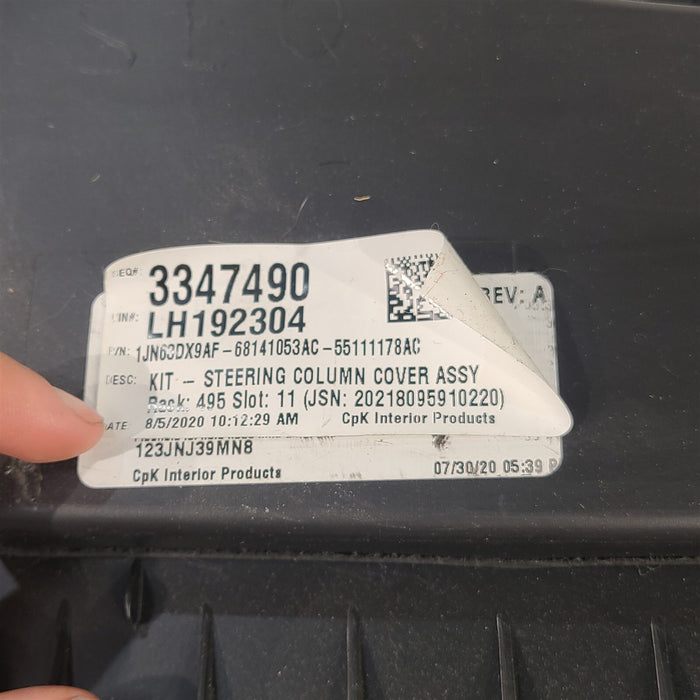 SEQ#: 3347490
REV: A
VIN#: LH192304
P/N: 1JN63DX9AF-68141053AC-55111178AC
DESC: KIT - STEERING COLUMN COVER ASSY
Rack: 495 Slot: 11 (JSN: 20218095910220)
DATE: 8/5/2020 10:12:29 AM CpK Interior Products
123JNJ39MN8
CpK Interior Products 07/30/20 05:39 P